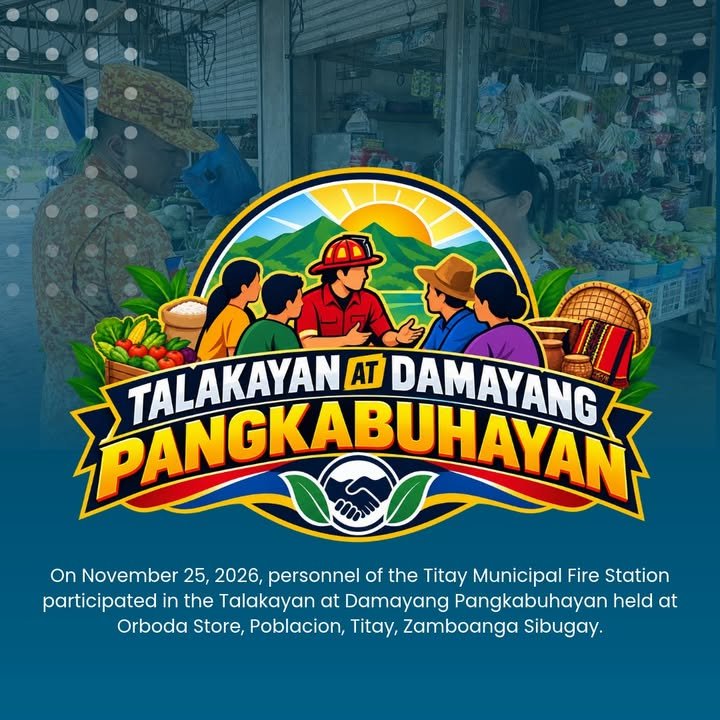 TALAKAYAN AT DAMAYANG
PANGKABUHAYAN
On November 25, 2026, personnel of the Titay Municipal Fire Station
participated in the Talakayan at Damayang Pangkabuhayan held at
Orboda Store, Poblacion, Titay, Zamboanga Sibugay.